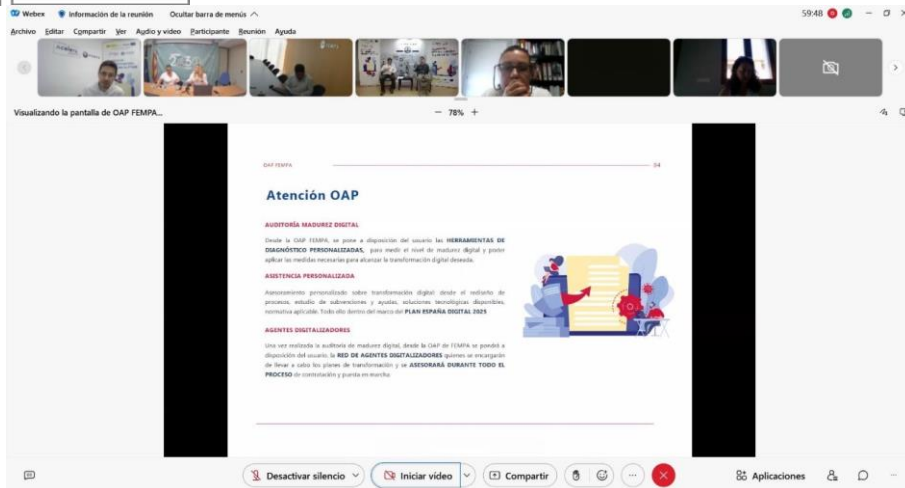 Webex Información de la reunión Ocultar barra de menús 59:48
Archivo Editar Compartir Ver Audio y video Participante Reunión Ayuda
Visualizando la pantalla de OAP FEMPA... 78%
OAP FEMPA 04
Atención OAP
AUDITORÍA MADUREZ DIGITAL
Desde la OAP FEMPA, se pone a disposición del usuario las HERRAMIENTAS DE
DIAGNÓSTICO PERSONALIZADAS, para medir el nivel de madurez digital y poder
aplicar las medidas necesarias para alcanzar la transformación digital deseada.
ASISTENCIA PERSONALIZADA
Asesoramiento personalizado sobre transformación digital: desde el rediseño de
procesos, estudio de subvenciones y ayudas, soluciones tecnológicas disponibles,
normativa aplicable. Todo ello dentro del marco del PLAN ESPAÑA DIGITAL 2025
AGENTES DIGITALIZADORES
Una vez realizada la auditoría de madurez digital, desde la OAP de FEMPA se pondrá a
disposición del usuario, la RED DE AGENTES DIGITALIZADORES quienes se encargarán
de llevar a cabo los planes de transformación y se ASESORARÁ DURANTE TODO EL
PROCESO de contratación y puesta en marcha
Desactivar silencio Iniciar vídeo Compartir Aplicaciones